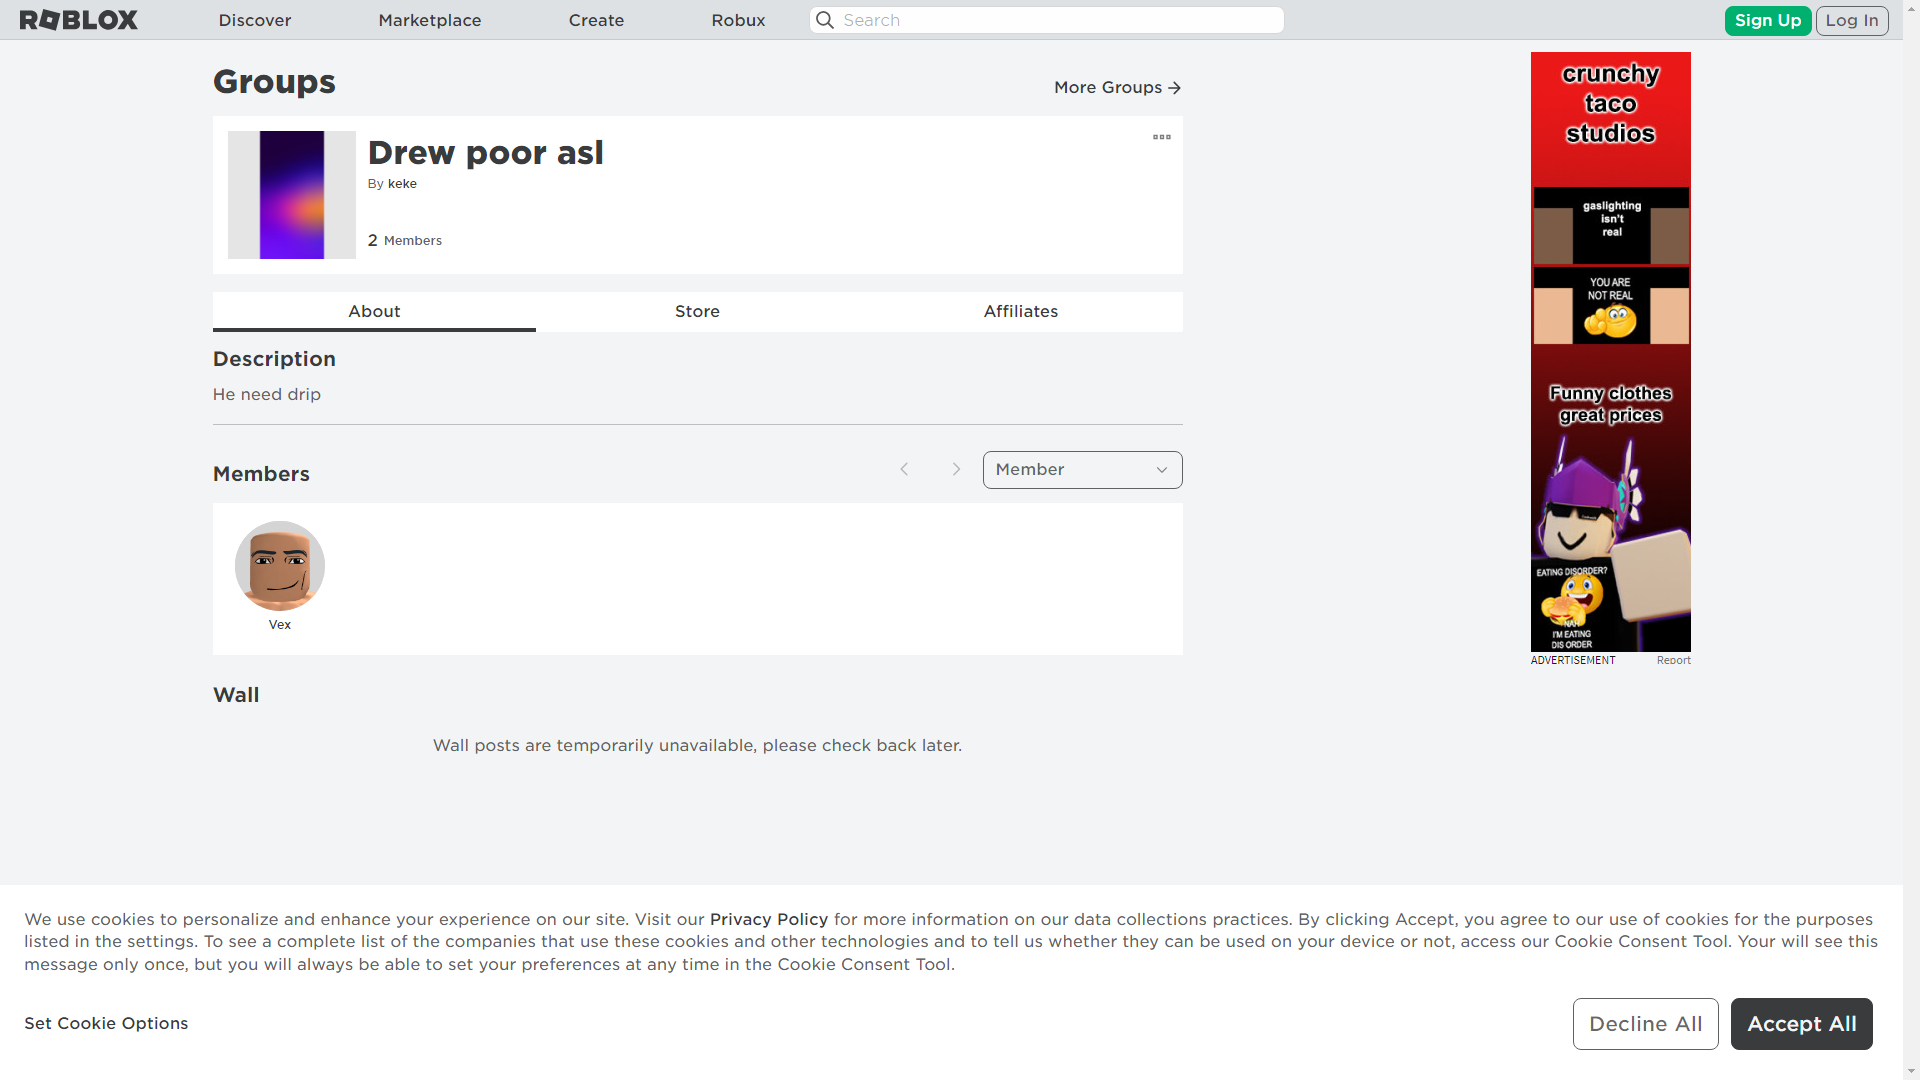 ROBLOX Discover Marketplace Create Robux Search Sign Up Log In
Groups
More Groups
Drew poor asl
By keke
2 Members
About Store Affiliates
Description
He need drip
Members
Member
Vex
Wall
Wall posts are temporarily unavailable, please check back later.
crunchy
taco
studios
gaslighting
isn't
real
YOU ARE
NOT REAL
Funny clothes
great prices
EATING DISORDER?
NAH
I'M EATING
DIS ORDER
ADVERTISEMENT Report
We use cookies to personalize and enhance your experience on our site. Visit our Privacy Policy for more information on our data collections practices. By clicking Accept, you agree to our use of cookies for the purposes
listed in the settings. To see a complete list of the companies that use these cookies and other technologies and to tell us whether they can be used on your device or not, access our Cookie Consent Tool. Your will see this
message only once, but you will always be able to set your preferences at any time in the Cookie Consent Tool.
Set Cookie Options
Decline All
Accept All